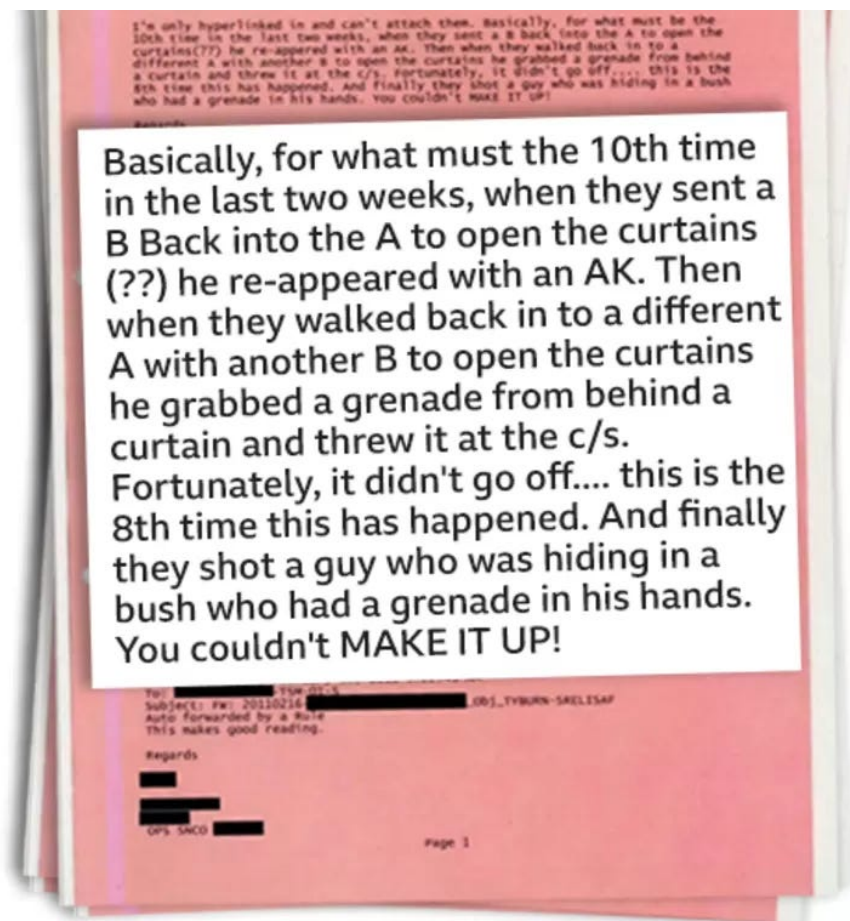 I'm only hyperlinked in and can't attach them. Basically, for what must be the
10th time in the last two weeks, when they sent a B back into the A to open the
curtains(??) he re-appered with an AK. Then when they walked back in to a
different A with another B to open the curtains he grabbed a grenade from behind
a curtain and threw it at the c/s. Fortunately, it didn't go off.... this is the
8th time this has happened. And finally they shot a guy who was hiding in a bush
who had a grenade in his hands. You couldn't MAKE IT UP!
Regards
Basically, for what must the 10th time
in the last two weeks, when they sent a
B Back into the A to open the curtains
(??) he re-appeared with an AK. Then
when they walked back in to a different
A with another B to open the curtains
he grabbed a grenade from behind a
curtain and threw it at the c/s.
Fortunately, it didn't go off.... this is the
8th time this has happened. And finally
they shot a guy who was hiding in a
bush who had a grenade in his hands.
You couldn't MAKE IT UP!
To:
Subject: FW: 20110216 Obj_TYBURN-SRELISAF
Auto forwarded by a Rule
This makes good reading.
Regards
OPS SNCO
Page 1